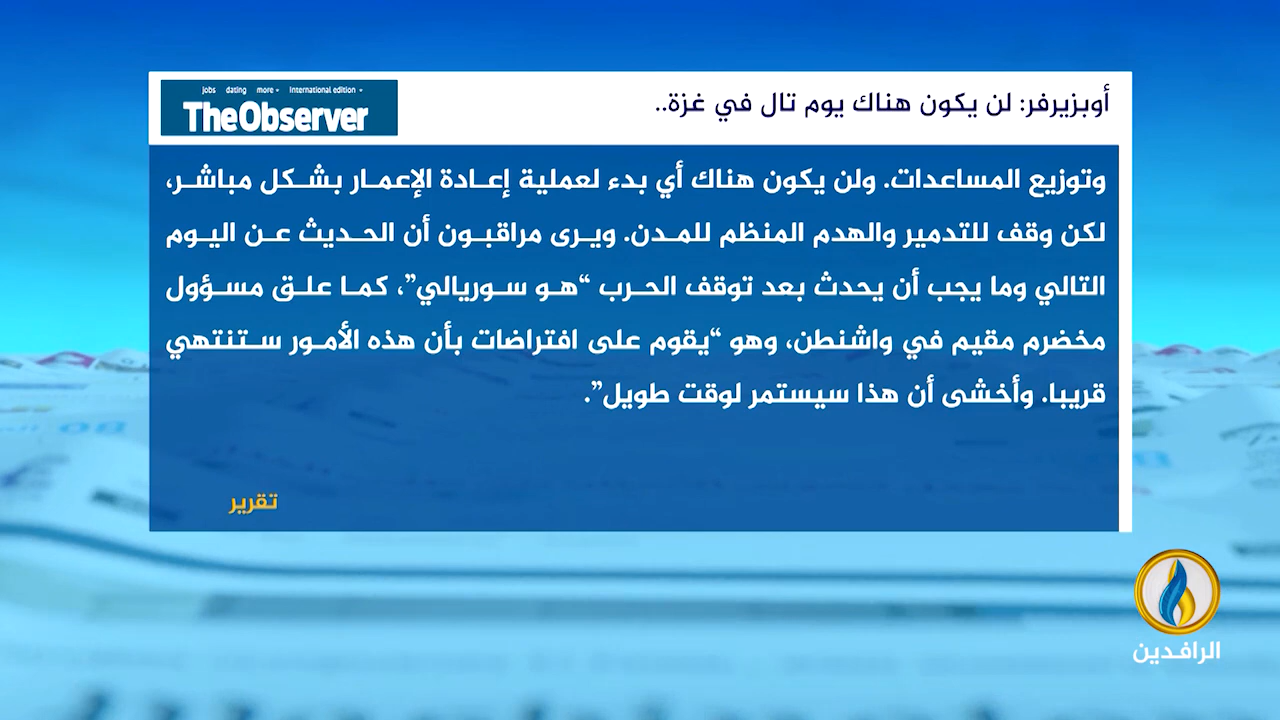 jobs dating more International edition
TheObserver
أوبزيرفر: لن يكون هناك يوم تال في غزة..
وتوزيع المساعدات. ولن يكون هناك أي بدء لعملية إعادة الإعمار بشكل مباشر،
لكن وقف للتدمير والهدم المنظم للمدن. ويرى مراقبون أن الحديث عن اليوم
التالي وما يجب أن يحدث بعد توقف الحرب “هو سوريالي”، كما علق مسؤول
مخضرم مقيم في واشنطن، وهو “يقوم على افتراضات بأن هذه الأمور ستنتهي
قريبا. وأخشى أن هذا سيستمر لوقت طويل”.
تقرير
الرافدين